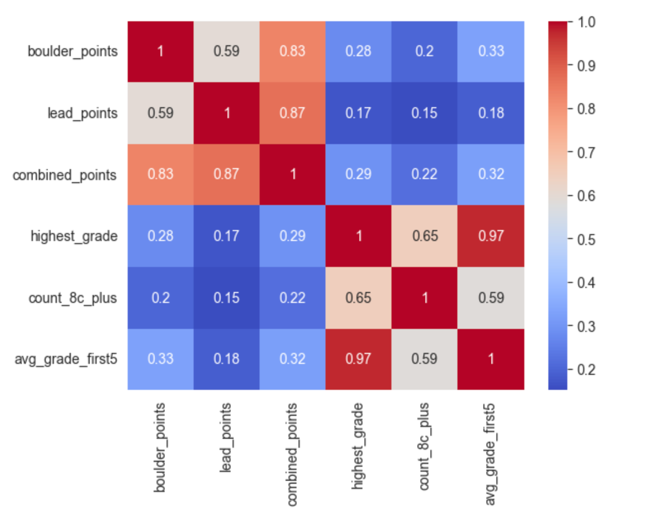 boulder_points 1 0.59 0.83 0.28 0.2 0.33
lead_points 0.59 1 0.87 0.17 0.15 0.18
combined_points 0.83 0.87 1 0.29 0.22 0.32
highest_grade 0.28 0.17 0.29 1 0.65 0.97
count_8c_plus 0.2 0.15 0.22 0.65 1 0.59
avg_grade_first5 0.33 0.18 0.32 0.97 0.59 1
boulder_points
lead_points
combined_points
highest_grade
count_8c_plus
avg_grade_first5
1.0
0.9
0.8
0.7
0.6
0.5
0.4
0.3
0.2